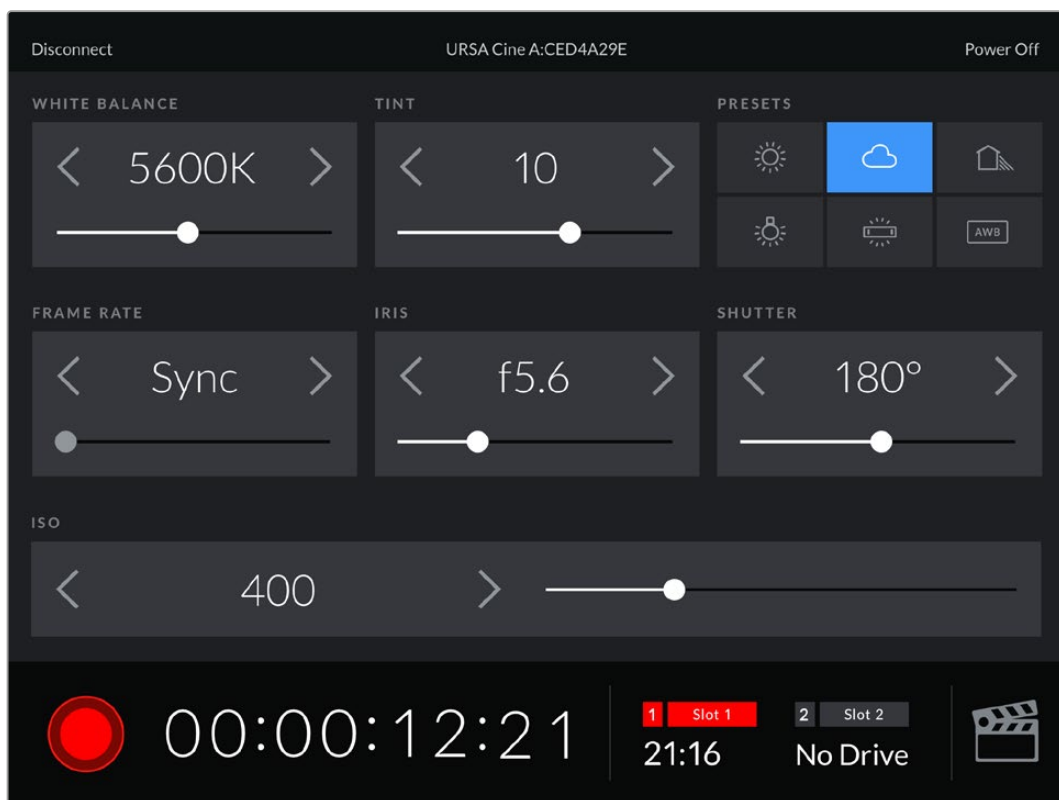 Disconnect URSA Cine A:CED4A29E Power Off
WHITE BALANCE TINT PRESETS
5600K 10
AWB
FRAME RATE IRIS SHUTTER
Sync f5.6 180°
ISO
400
00:00:12:21
1 Slot 1 2 Slot 2
21:16 No Drive